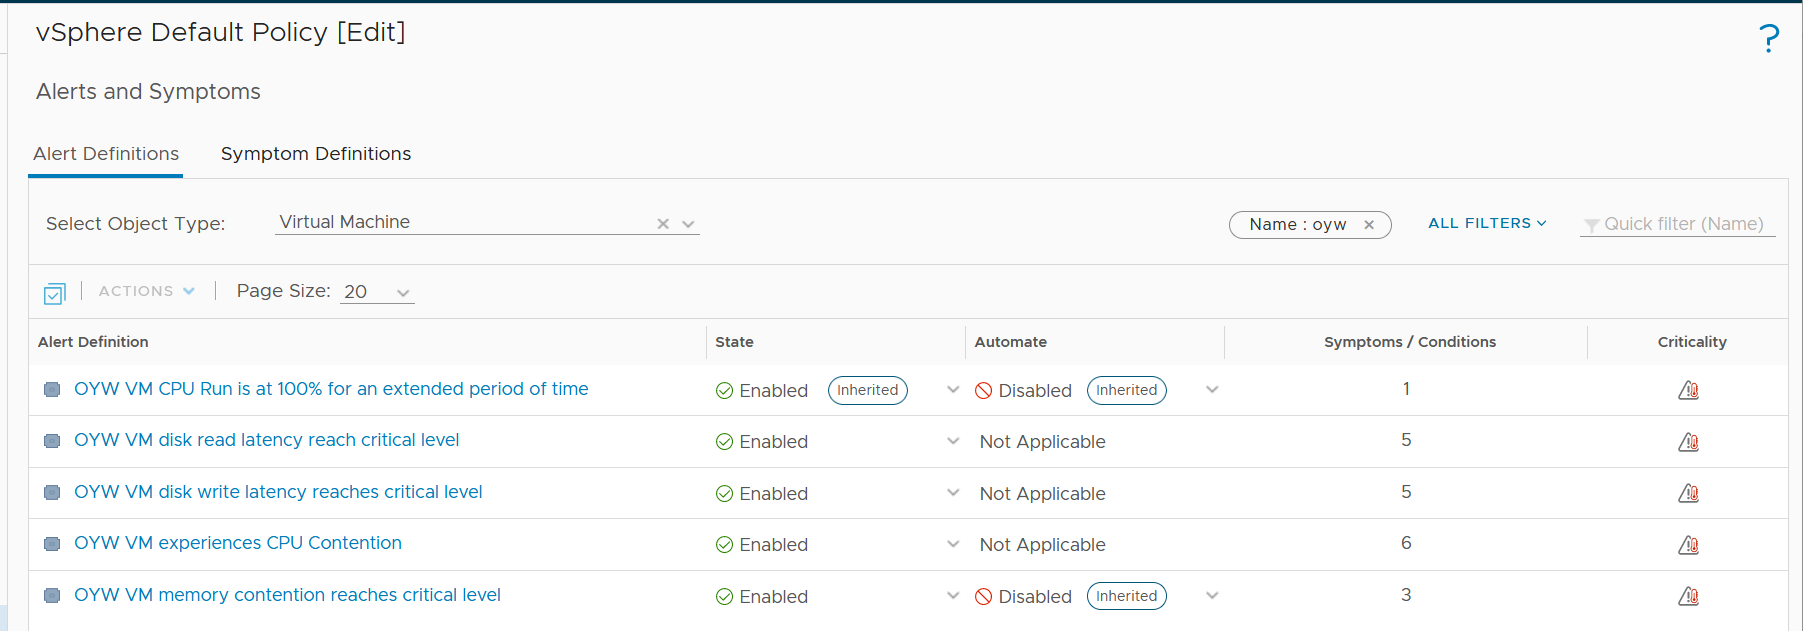 vSphere Default Policy [Edit]
?
Alerts and Symptoms
Alert Definitions Symptom Definitions
Select Object Type: Virtual Machine Name : oyw ALL FILTERS Quick filter (Name)
ACTIONS Page Size: 20
Alert Definition State Automate Symptoms / Conditions Criticality
OYW VM CPU Run is at 100% for an extended period of time Enabled Inherited Disabled Inherited 1
OYW VM disk read latency reach critical level Enabled Not Applicable 5
OYW VM disk write latency reaches critical level Enabled Not Applicable 5
OYW VM experiences CPU Contention Enabled Not Applicable 6
OYW VM memory contention reaches critical level Enabled Disabled Inherited 3